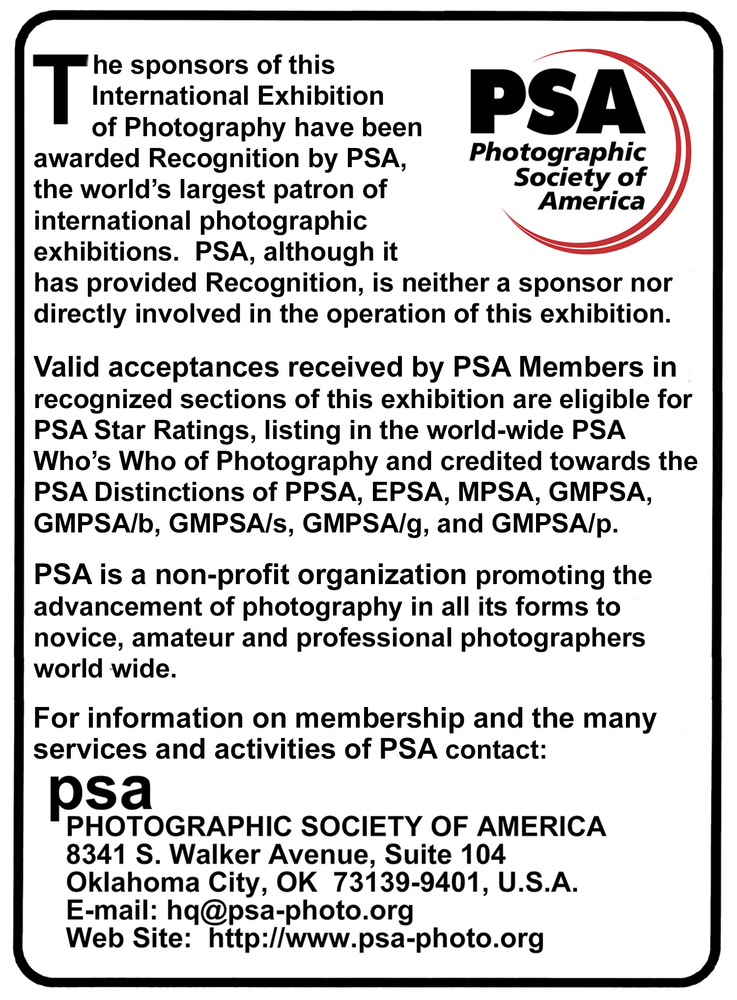 The sponsors of this
International Exhibition
of Photography have been
awarded Recognition by PSA,
the world’s largest patron of
international photographic
exhibitions.  PSA, although it
has provided Recognition, is neither a sponsor nor
directly involved in the operation of this exhibition.
PSA
Photographic
Society of
America
Valid acceptances received by PSA Members in
recognized sections of this exhibition are eligible for
PSA Star Ratings, listing in the world-wide PSA
Who’s Who of Photography and credited towards the
PSA Distinctions of PPSA, EPSA, MPSA, GMPSA,
GMPSA/b, GMPSA/s, GMPSA/g, and GMPSA/p.
PSA is a non-profit organization promoting the
advancement of photography in all its forms to
novice, amateur and professional photographers
world wide.
For information on membership and the many
services and activities of PSA contact:
psa
PHOTOGRAPHIC SOCIETY OF AMERICA
8341 S. Walker Avenue, Suite 104
Oklahoma City, OK  73139-9401, U.S.A.
E-mail: hq@psa-photo.org
Web Site:  http://www.psa-photo.org